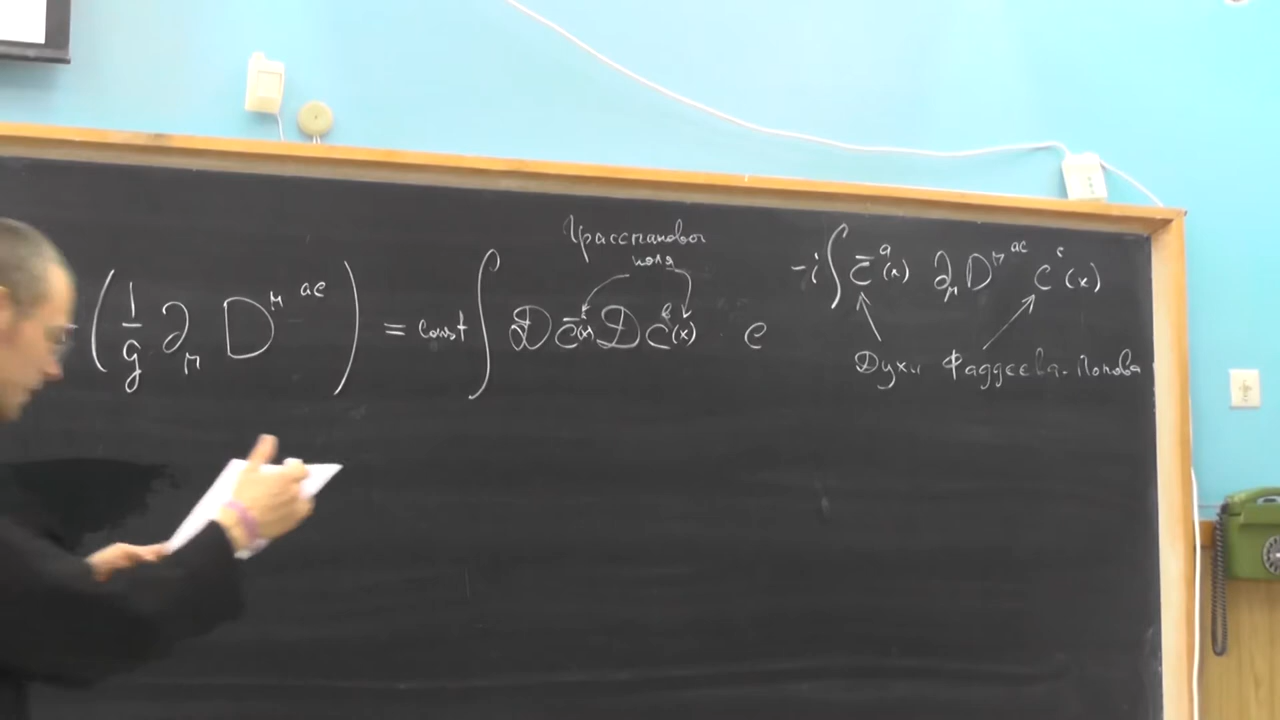 Грассмановы
поля
(1/g ∂_μ D^μ ac) = const ∫ Dc̄(x) Dc(x) · e
-i∫ c̄^a(x) ∂_μ D^μ ac c^c(x)
Духи Фаддеева-Попова